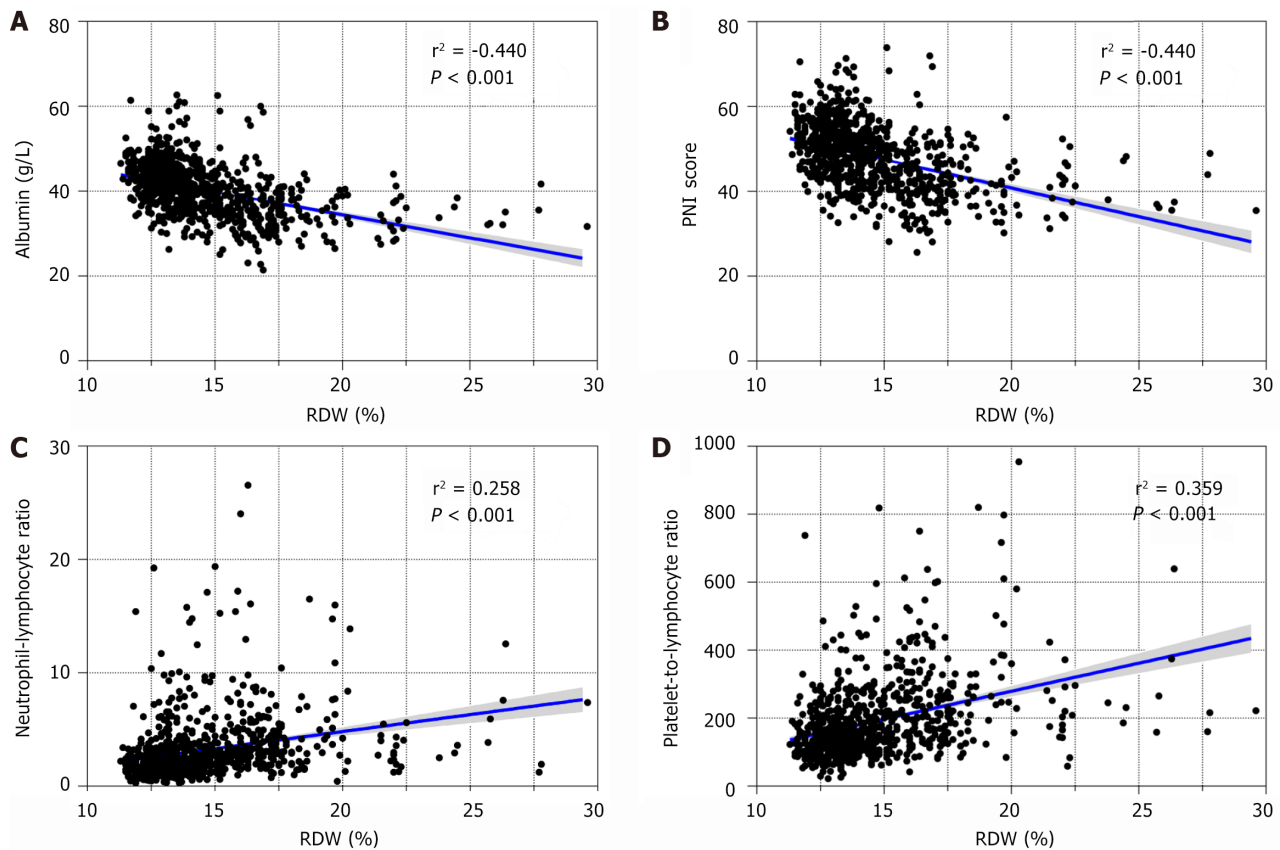 A
80
60
40
20
0
Albumin (g/L)
r² = -0.440
P < 0.001
10 15 20 25 30
RDW (%)
B
80
60
40
20
0
PNI score
r² = -0.440
P < 0.001
10 15 20 25 30
RDW (%)
C
30
20
10
0
Neutrophil-lymphocyte ratio
r² = 0.258
P < 0.001
10 15 20 25 30
RDW (%)
D
1000
800
600
400
200
0
Platelet-to-lymphocyte ratio
r² = 0.359
P < 0.001
10 15 20 25 30
RDW (%)